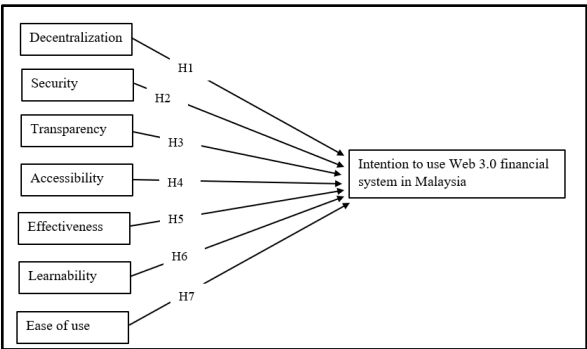 Decentralization
H1
Security
H2
Transparency
H3
Accessibility
H4
Effectiveness
H5
Learnability
H6
Ease of use
H7
Intention to use Web 3.0 financial
system in Malaysia